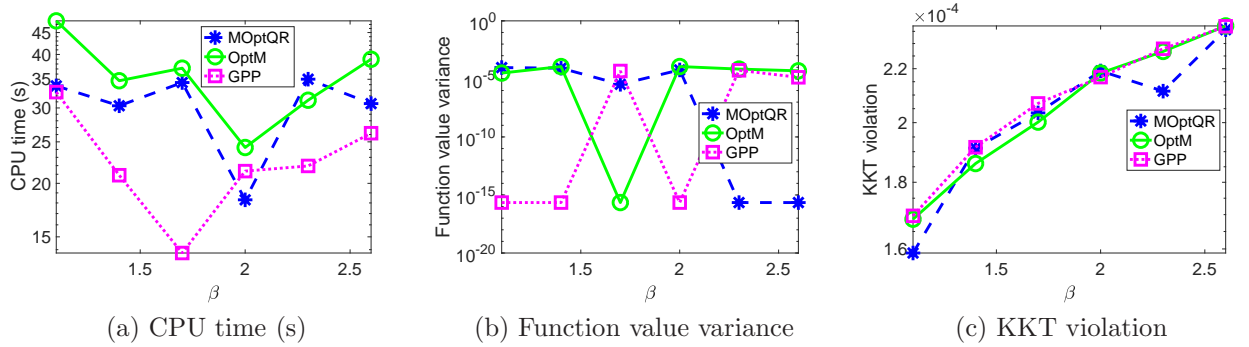 CPU time (s)
45
40
35
30
25
20
15
1.5
2
2.5
β
MOptQR
OptM
GPP
(a) CPU time (s)
Function value variance
10^0
10^-5
10^-10
10^-15
10^-20
1.5
2
2.5
β
MOptQR
OptM
GPP
(b) Function value variance
KKT violation
×10^-4
2.2
2
1.8
1.6
1.5
2
2.5
β
MOptQR
OptM
GPP
(c) KKT violation